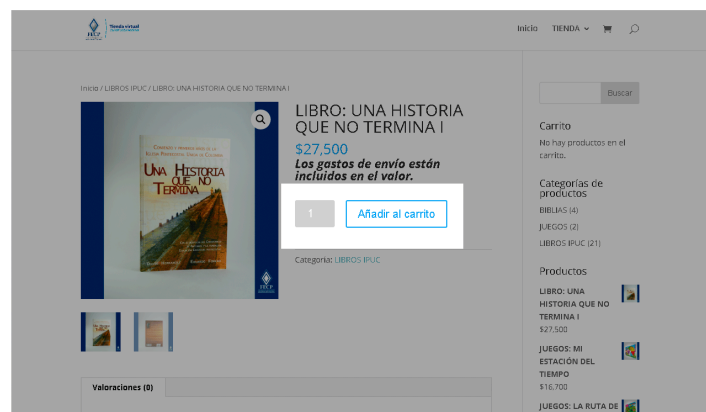 FECP
Tienda virtual
Inicio
TIENDA
Inicio / LIBROS IPUC / LIBRO: UNA HISTORIA QUE NO TERMINA I
UNA HISTORIA
QUE NO
TERMINA
FECP
LIBRO: UNA HISTORIA
QUE NO TERMINA I
$27,500
Los gastos de envío están
incluidos en el valor.
1
Añadir al carrito
Categoría: LIBROS IPUC
Valoraciones (0)
Buscar
Carrito
No hay productos en el
carrito.
Categorías de
productos
BIBLIAS (4)
JUEGOS (2)
LIBROS IPUC (21)
Productos
LIBRO: UNA
HISTORIA QUE NO
TERMINA I
$27,500
JUEGOS: MI
ESTACIÓN DEL
TIEMPO
$16,700
JUEGOS: LA RUTA DE